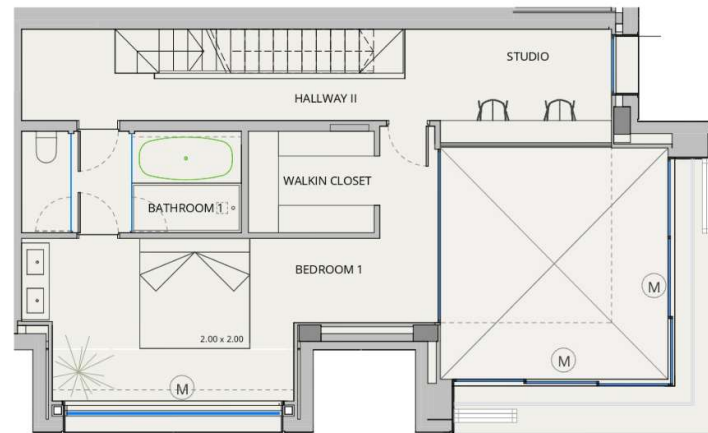 STUDIO
HALLWAY II
WALKIN CLOSET
BATHROOM 1
BEDROOM 1
M
2.00 x 2.00
M
M